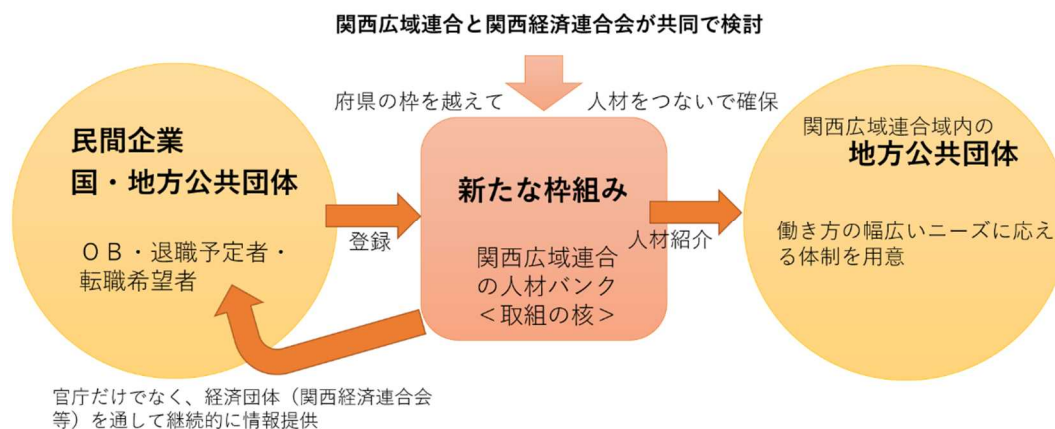 関西広域連合と関西経済連合会が共同で検討
府県の枠を越えて
人材をつないで確保
民間企業
国・地方公共団体
ＯＢ・退職予定者・
転職希望者
登録
新たな枠組み
関西広域連合
の人材バンク
＜取組の核＞
人材紹介
関西広域連合域内の
地方公共団体
働き方の幅広いニーズに応え
る体制を用意
官庁だけでなく、経済団体（関西経済連合会
等）を通して継続的に情報提供